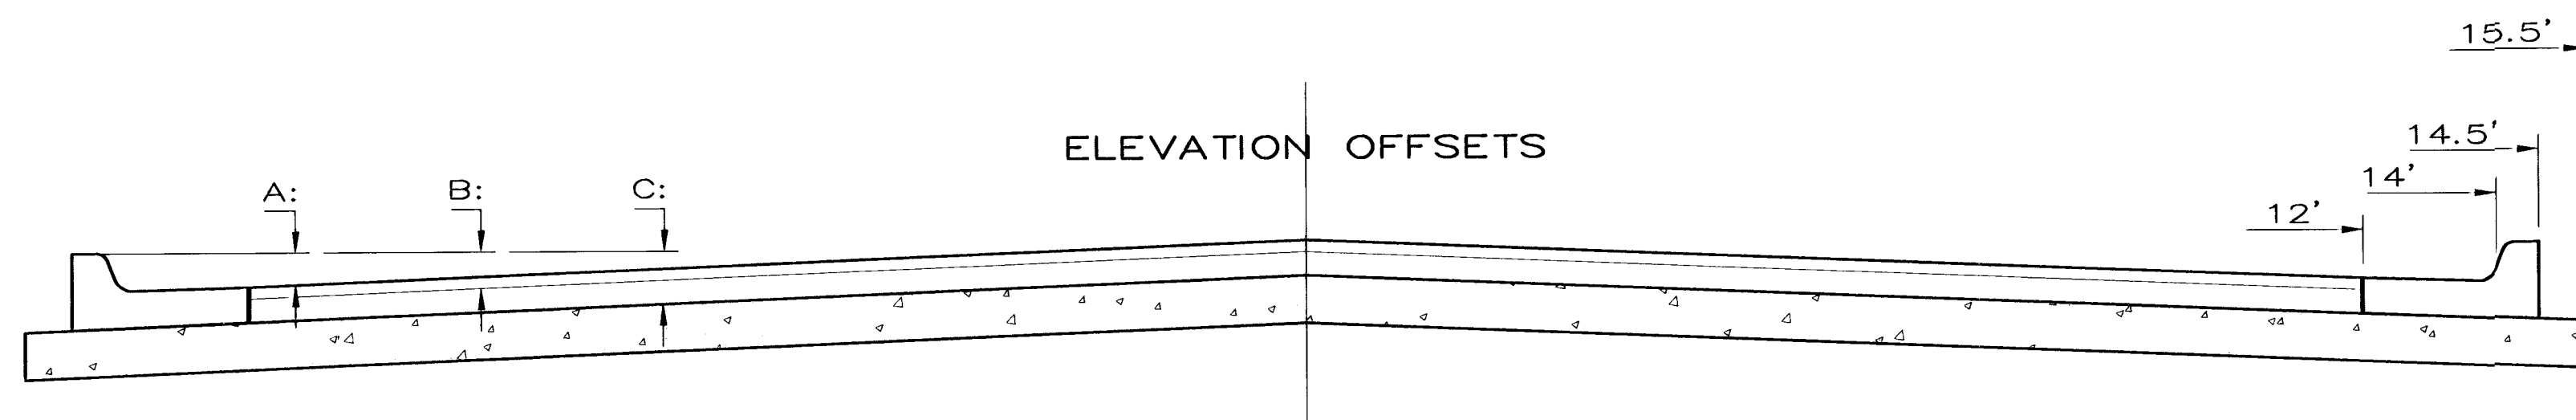 15.5’
ELEVATION OFFSETS
14.5’
A:
B:
C:
14’
12’